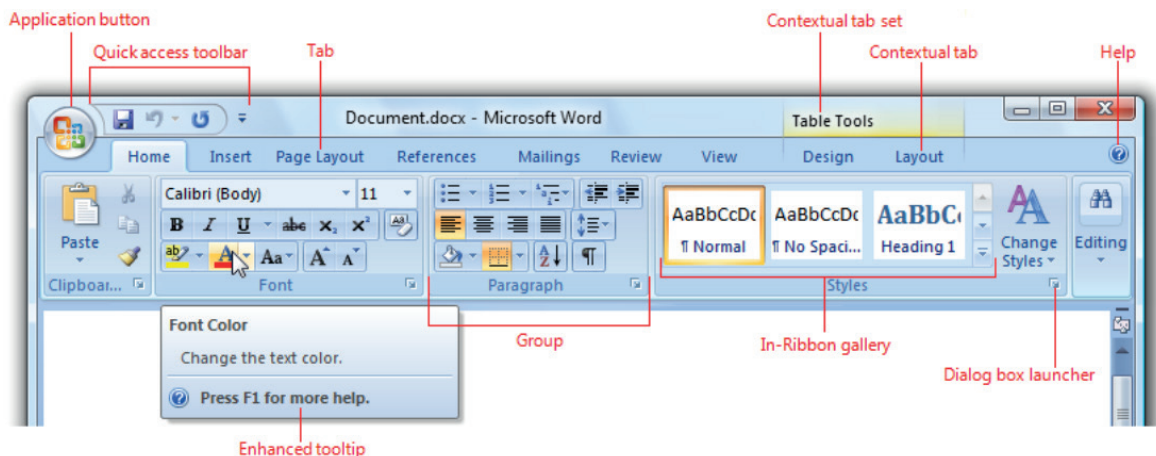 Application button
Contextual tab set
Quick access toolbar
Tab
Contextual tab
Help
Document.docx - Microsoft Word
Table Tools
Home Insert Page Layout References Mailings Review View Design Layout
Calibri (Body) 11
AaBbCcDc AaBbCcDc AaBbC
B I U abc X₂ X² Aa
Paste
¶ Normal ¶ No Spaci... Heading 1
Change Styles
Editing
ab A Aa A A A Z ¶
Clipboar... Font Paragraph Styles
Font Color
Change the text color.
Press F1 for more help.
Group
In-Ribbon gallery
Dialog box launcher
Enhanced tooltip